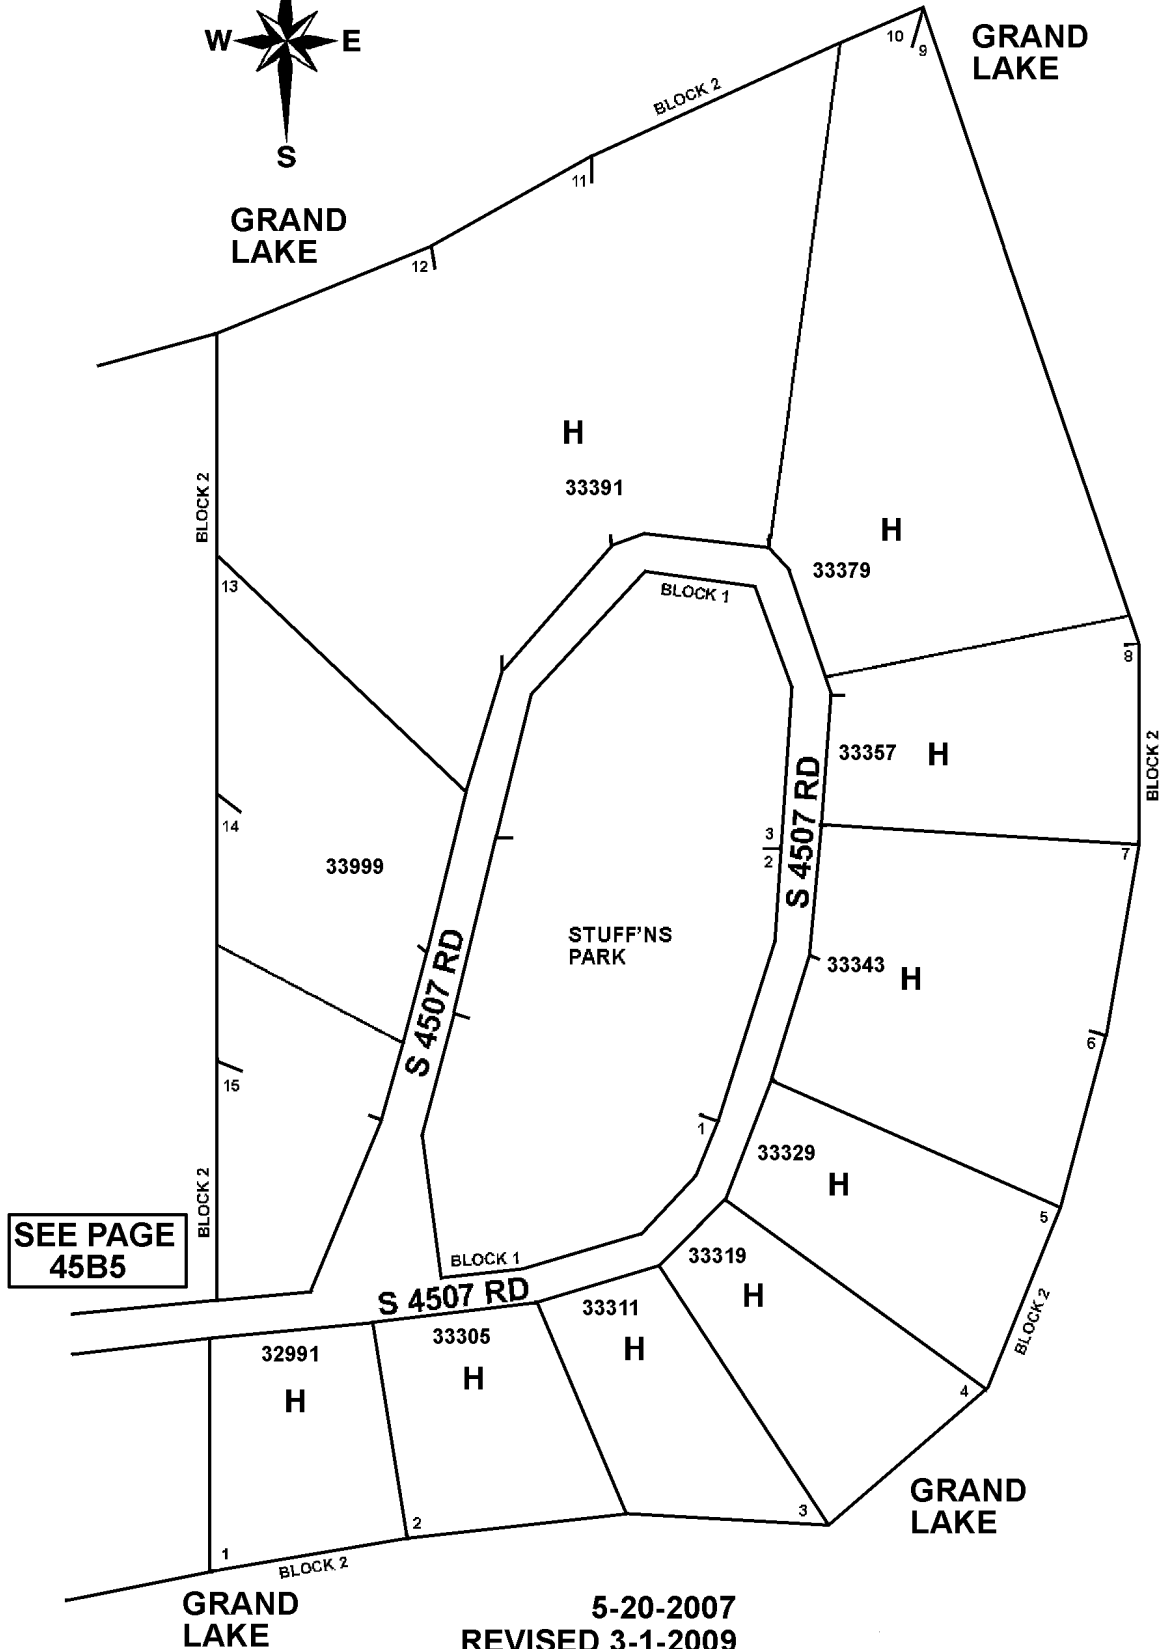 W
E
S
10
9
GRAND
LAKE
BLOCK 2
11
GRAND
LAKE
12
H
33391
BLOCK 2
H
33379
13
BLOCK 1
8
33357
H
BLOCK 2
S 4507 RD
14
3
2
7
33999
STUFF'NS
PARK
S 4507 RD
33343
H
6
15
1
33329
H
BLOCK 2
5
SEE PAGE
45B5
BLOCK 1
33319
H
S 4507 RD
33311
H
BLOCK 2
33305
H
32991
H
4
3
GRAND
LAKE
2
1
BLOCK 2
GRAND
LAKE
5-20-2007
REVISED 3-1-2009